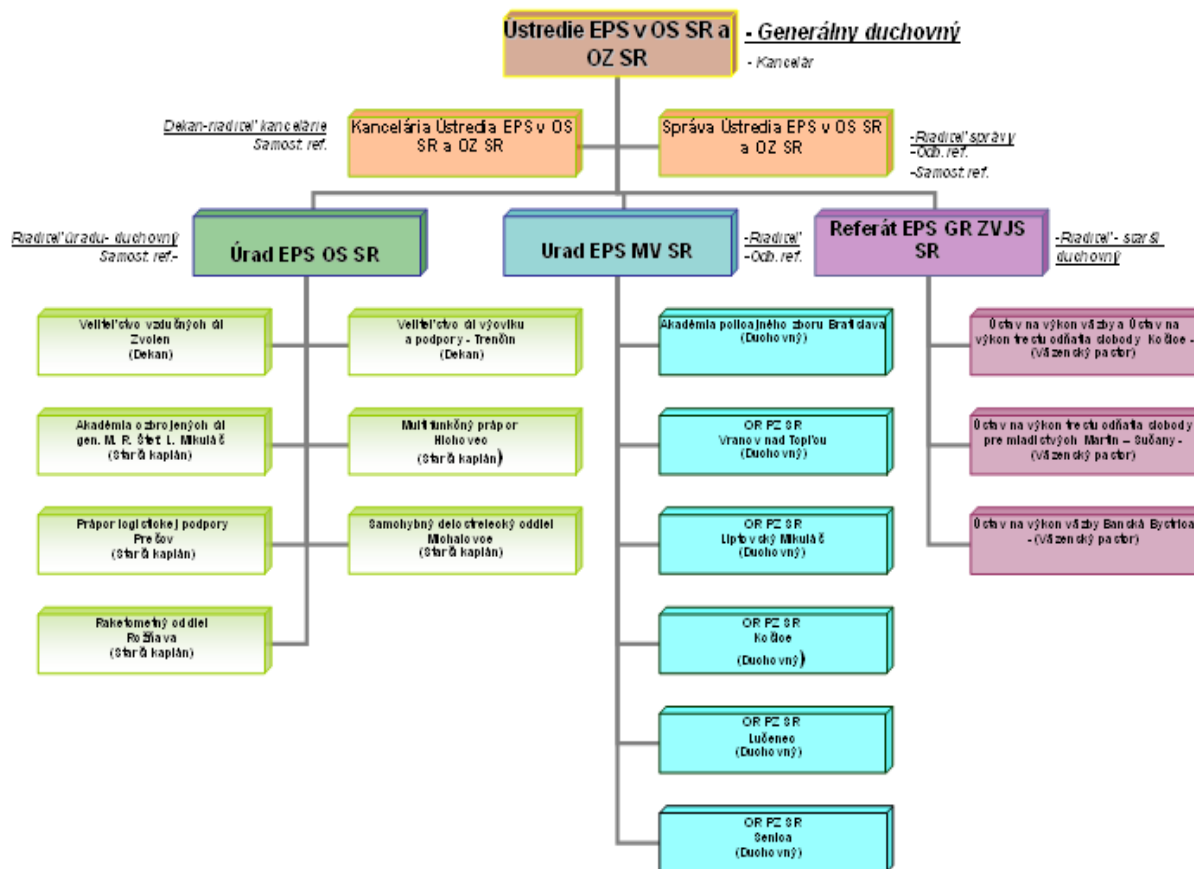 Ústredie EPS v OS SR a
OZ SR
- Generálny duchovný
- Kancelár
Dekan-riaditeľ kancelárie
Samost. ref.
Kancelária Ústredia EPS v OS
SR a OZ SR
Správa Ústredia EPS v OS SR
a OZ SR
-Riaditeľ správy
-Odb. ref.
-Samost. ref.
Riaditeľ úradu- duchovný
Samost. ref.-
Úrad EPS OS SR
Urad EPS MV SR
-Riaditeľ
-Odb. ref.
Referát EPS GR ZVJS
SR
-Riaditeľ - starší
duchovný
Veliteľstvo vzdušných síl
Zvolen
(Dekan)
Veliteľstvo síl výcviku
a podpory - Trenčín
(Dekan)
Akadémia policajného zboru Bratislava
(Duchovný)
Ústav na výkon väzby a Ústav na
výkon trestu odňatia slobody Košice -
(Väzenský pastor)
Akadémia ozbrojených síl
gen. M. R. Štef. L. Mikuláš
(Starší kaplán)
Multifunkčný prápor
Hlohovec
(Starší kaplán)
OR PZ SR
Vranov nad Topľou
(Duchovný)
Ústav na výkon trestu odňatia slobody
pre mladistvých Martin – Sučany -
(Väzenský pastor)
Prápor logistickej podpory
Prešov
(Starší kaplán)
Samohybný delostrelecký oddiel
Michalovce
(Starší kaplán)
OR PZ SR
Liptovský Mikuláš
(Duchovný)
Ústav na výkon väzby Banská Bystrica
- (Väzenský pastor)
Raketometný oddiel
Rožňava
(Starší kaplán)
OR PZ SR
Košice
(Duchovný)
OR PZ SR
Lučenec
(Duchovný)
OR PZ SR
Senica
(Duchovný)